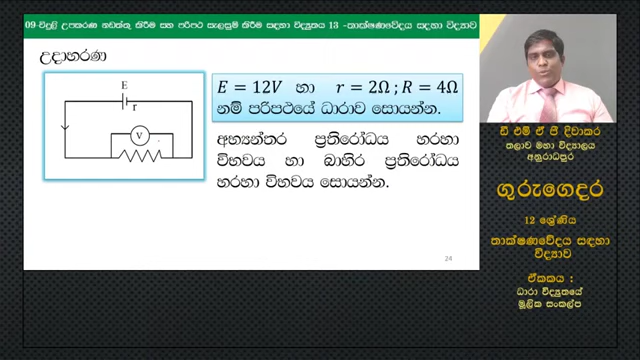 09-විදුලි උපකරණ නඩත්තු කිරීම සහ පරිපථ සැලසුම් කිරීම සඳහා විද්‍යුතය 13 -තාක්ෂණවේදය සඳහා විද්‍යාව
උදාහරණ
E
r
V
E = 12V හා r = 2Ω ; R = 4Ω
නම් පරිපථයේ ධාරාව සොයන්න.
අභ්‍යන්තර ප්‍රතිරෝධය හරහා
විභවය හා බාහිර ප්‍රතිරෝධය
හරහා විභවය සොයන්න.
24
ඩී එම් ඒ ජී දිවාකර
තලාව මහා විද්‍යාලය
අනුරාධපුර
ගුරුගෙදර
12 ශ්‍රේණිය
තාක්ෂණවේදය සඳහා
විද්‍යාව
ඒකකය :
ධාරා විද්‍යුතයේ
මූලික සංකල්ප